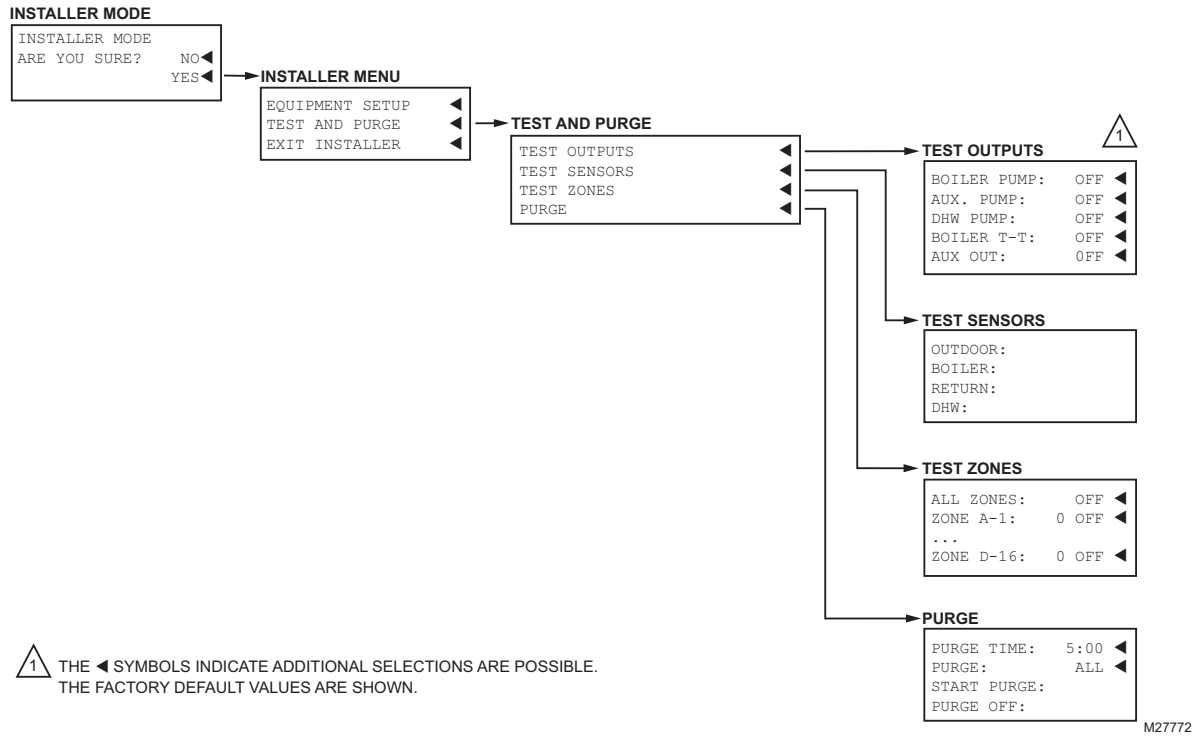 INSTALLER MODE
INSTALLER MODE
ARE YOU SURE? NO◀
YES◀
INSTALLER MENU
EQUIPMENT SETUP ◀
TEST AND PURGE ◀
EXIT INSTALLER ◀
TEST AND PURGE
TEST OUTPUTS ◀
TEST SENSORS ◀
TEST ZONES ◀
PURGE ◀
1
TEST OUTPUTS
BOILER PUMP: OFF ◀
AUX. PUMP: OFF ◀
DHW PUMP: OFF ◀
BOILER T-T: OFF ◀
AUX OUT: 0FF ◀
TEST SENSORS
OUTDOOR:
BOILER:
RETURN:
DHW:
TEST ZONES
ALL ZONES: OFF ◀
ZONE A-1: 0 OFF ◀
...
ZONE D-16: 0 OFF ◀
PURGE
PURGE TIME: 5:00 ◀
PURGE: ALL ◀
START PURGE:
PURGE OFF:
1 THE ◀ SYMBOLS INDICATE ADDITIONAL SELECTIONS ARE POSSIBLE.
THE FACTORY DEFAULT VALUES ARE SHOWN.
M27772